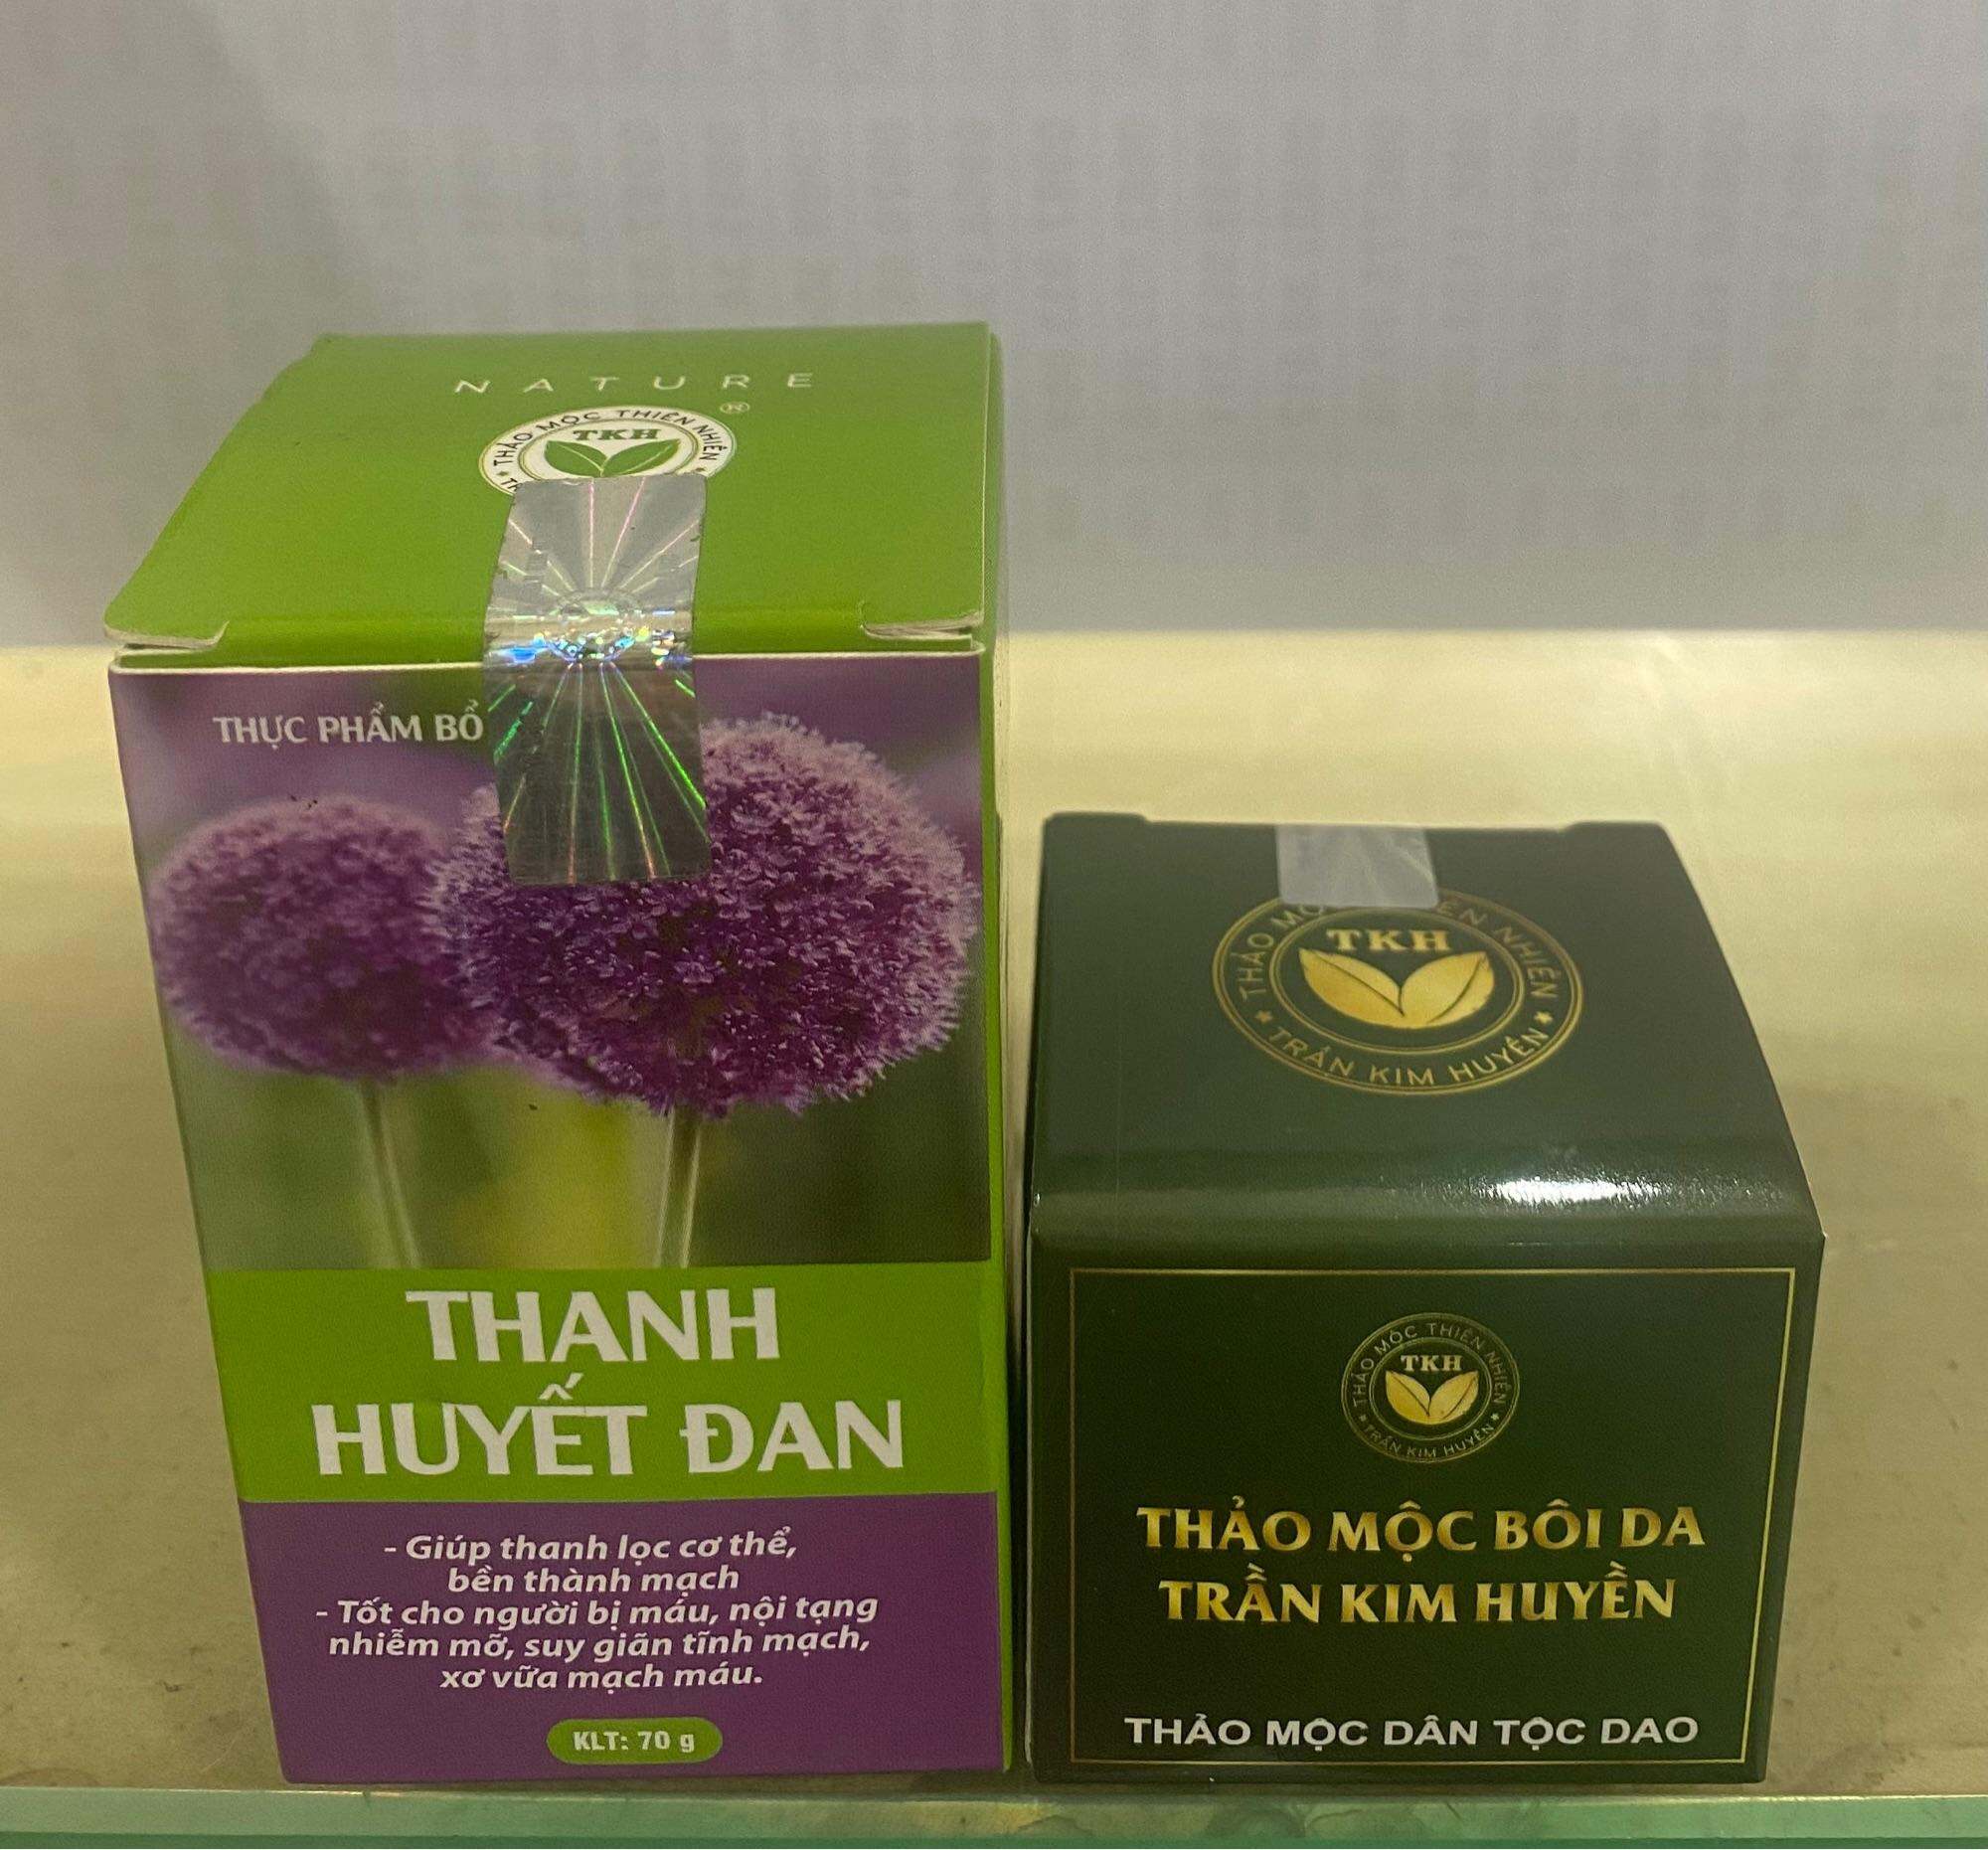 NATURE
THẢO MỘC THIÊN NHIÊN
TKH
®
THỰC PHẨM BỔ
THANH
HUYẾT ĐAN
- Giúp thanh lọc cơ thể,
bền thành mạch
- Tốt cho người bị máu, nội tạng
nhiễm mỡ, suy giãn tĩnh mạch,
xơ vữa mạch máu.
KLT: 70 g
THẢO NHIÊN
TKH
TRẦN KIM HUYỀN
THẢO MỘC THIÊN NHIÊN
TKH
TRẦN KIM HUYỀN
THẢO MỘC BÔI DA
TRẦN KIM HUYỀN
THẢO MỘC DÂN TỘC DAO